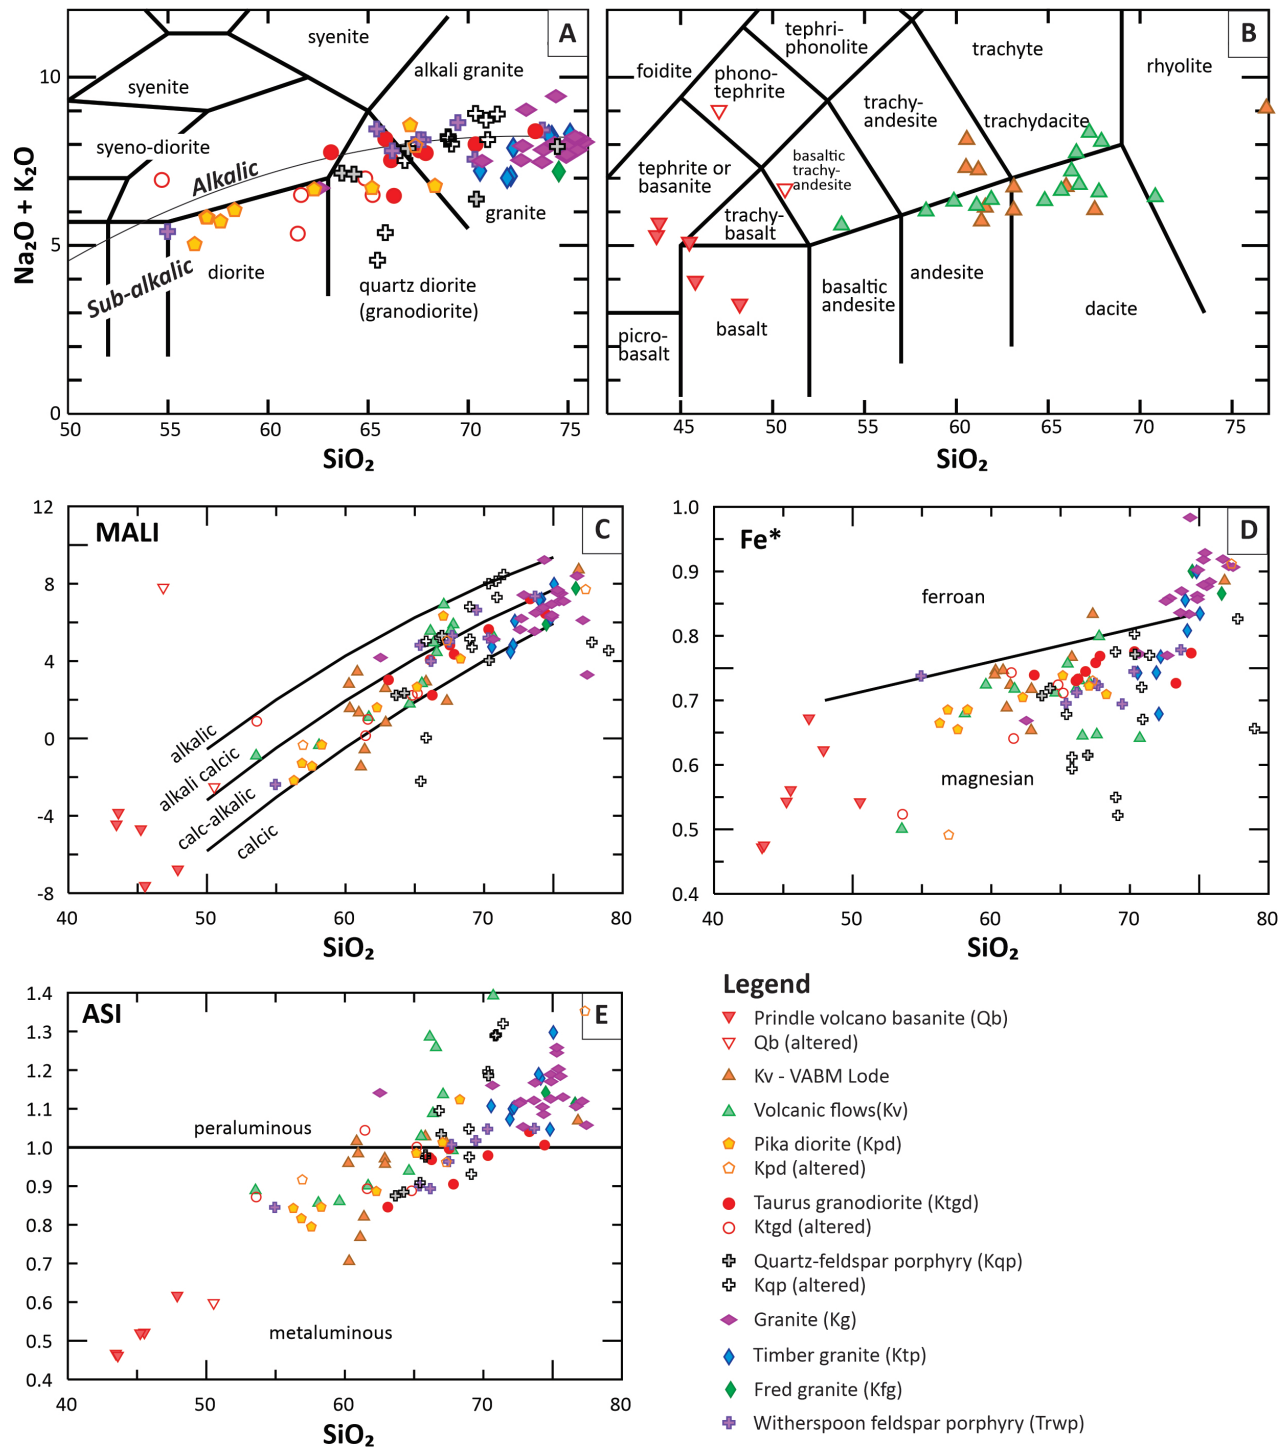 A
syenite
alkali granite
syenite
syeno-diorite
Alkalic
granite
Sub-alkalic
diorite
quartz diorite
(granodiorite)
Na₂O + K₂O
10
5
0
50
55
60
65
70
75
SiO₂
B
tephri-
phonolite
trachyte
rhyolite
foidite
phono-
tephrite
trachy-
andesite
trachydacite
tephrite or
basanite
basaltic
trachy-
andesite
trachy-
basalt
basaltic
andesite
andesite
dacite
picro-
basalt
basalt
45
50
55
60
65
70
75
SiO₂
MALI
C
12
8
4
0
-4
-8
alkalic
alkali calcic
calc-alkalic
calcic
40
50
60
70
80
SiO₂
Fe*
D
1.0
0.9
0.8
0.7
0.6
0.5
0.4
ferroan
magnesian
40
50
60
70
80
SiO₂
ASI
E
1.4
1.3
1.2
1.1
1.0
0.9
0.8
0.7
0.6
0.5
0.4
peraluminous
metaluminous
40
50
60
70
80
SiO₂
Legend
Prindle volcano basanite (Qb)
Qb (altered)
Kv - VABM Lode
Volcanic flows(Kv)
Pika diorite (Kpd)
Kpd (altered)
Taurus granodiorite (Ktgd)
Ktgd (altered)
Quartz-feldspar porphyry (Kqp)
Kqp (altered)
Granite (Kg)
Timber granite (Ktp)
Fred granite (Kfg)
Witherspoon feldspar porphyry (Trwp)